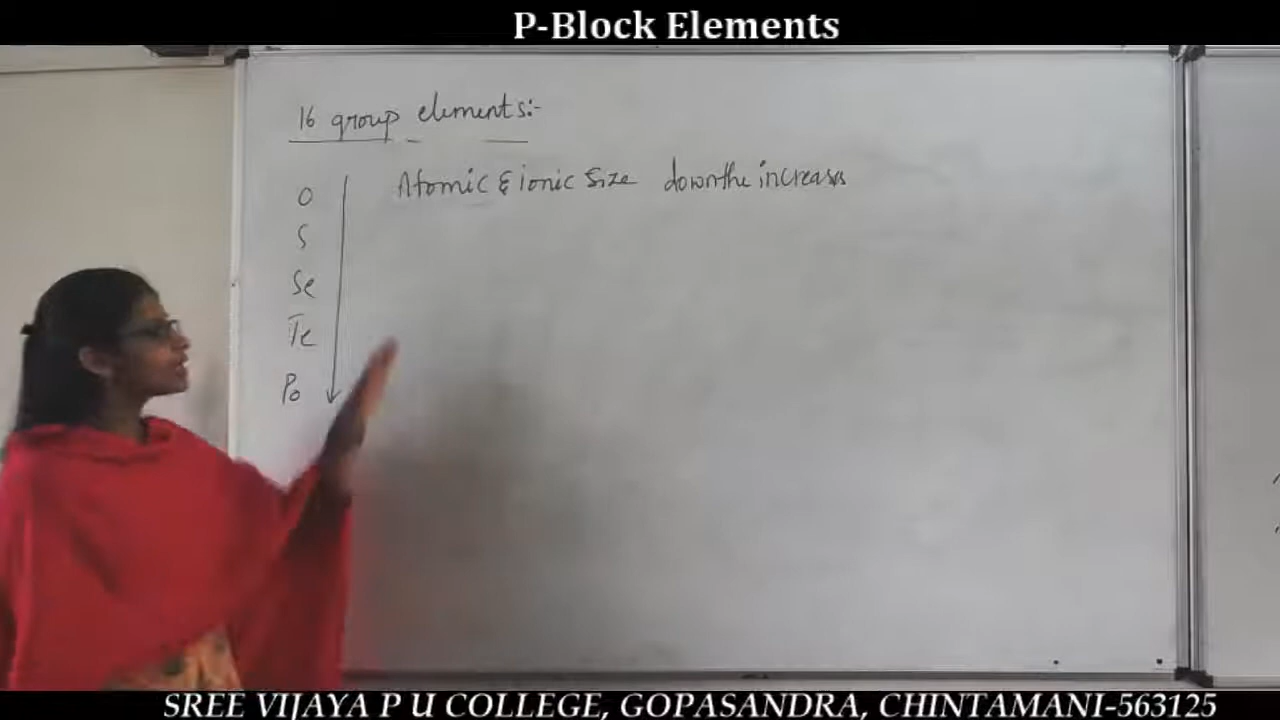 P-Block Elements
16 group elements:-
Atomic & ionic size down the increases
O
S
Se
Te
Po
SREE VIJAYA P U COLLEGE, GOPASANDRA, CHINTAMANI-563125